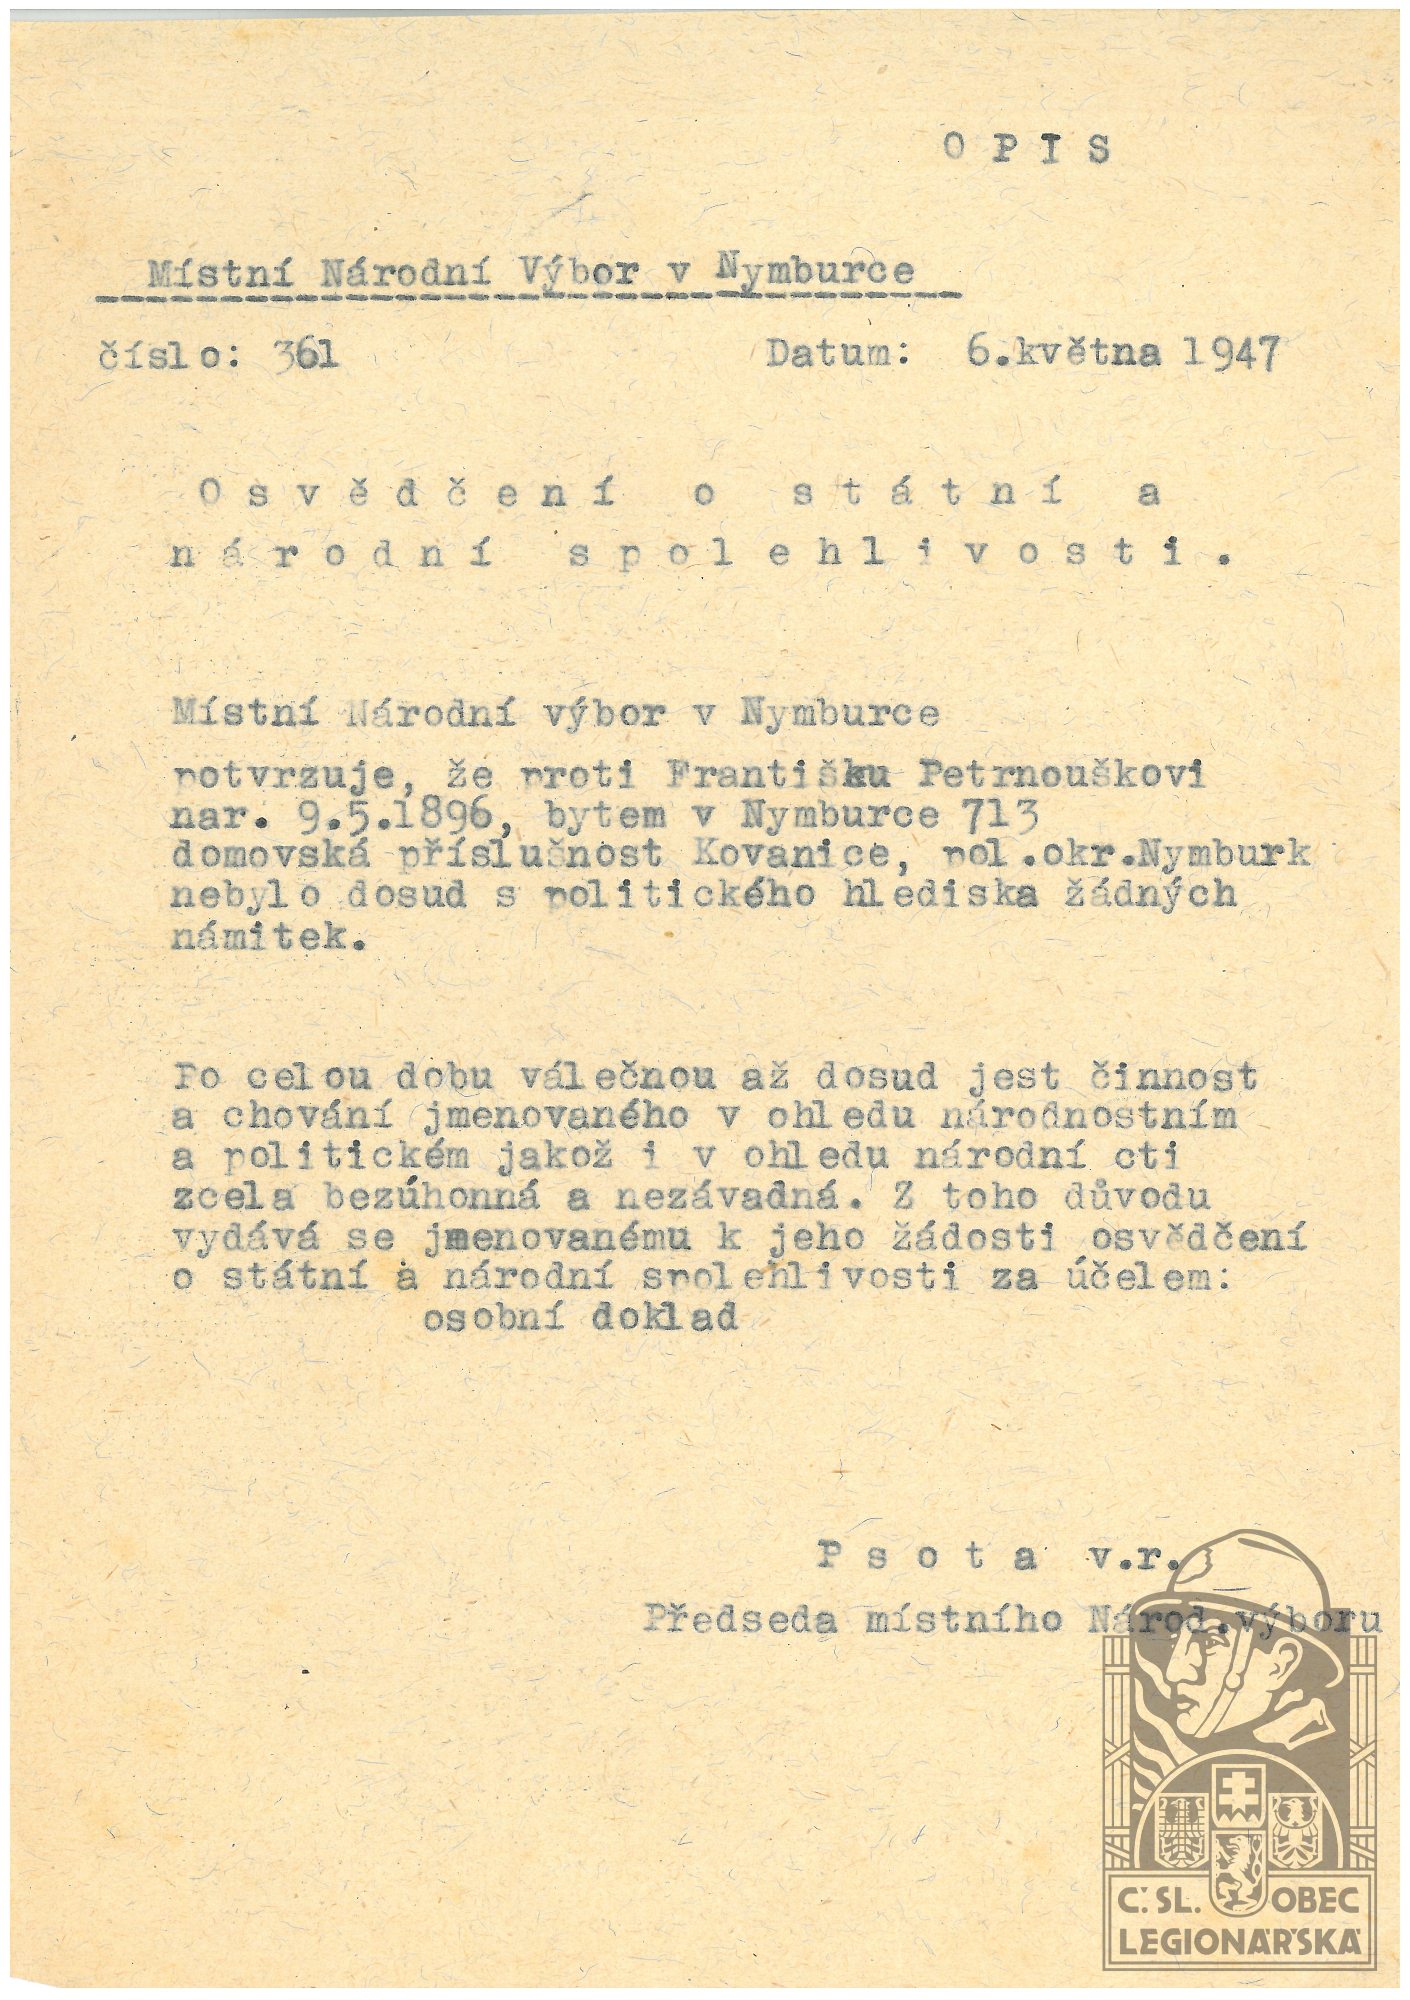 O P I S
Místní Národní Výbor v Nymburce
číslo: 361 Datum: 6.května 1947
O s v ě d č e n í o s t á t n í a
n á r o d n í s p o l e h l i v o s t i .
Místní Národní výbor v Nymburce
potvrzuje, že proti Františku Petrnouškovi
nar. 9.5.1896, bytem v Nymburce 713
domovská příslušnost Kovanice, pol.okr.Nymburk
nebylo dosud s politického hlediska žádných
námitek.
Po celou dobu válečnou až dosud jest činnost
a chování jmenovaného v ohledu národnostním
a politickém jakož i v ohledu národní cti
zcela bezúhonná a nezávadná. Z toho důvodu
vydává se jmenovanému k jeho žádosti osvědčení
o státní a národní spolehlivosti za účelem:
osobní doklad
P s o t a v.r.
Předseda místního Národ.výboru
Č.SL. OBEC
LEGIONÁŘSKÁ